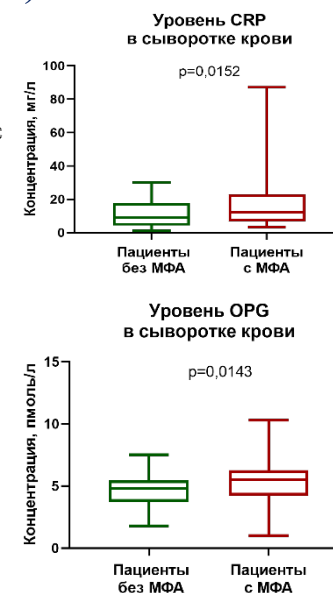 Уровень CRP
в сыворотке крови
p=0,0152
Концентрация, мг/л
100
80
60
40
20
0
Пациенты
без МФА
Пациенты
с МФА
Уровень OPG
в сыворотке крови
p=0,0143
Концентрация, пмоль/л
15
10
5
0
Пациенты
без МФА
Пациенты
с МФА